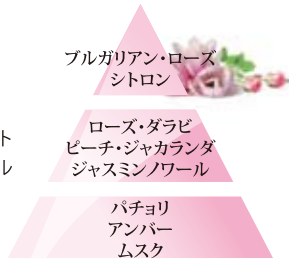 ブルガリアン・ローズ
シトロン
ローズ・ダラビ
ト
ピーチ・ジャカランダ
ル
ジャスミンノワール
パチョリ
アンバー
ムスク